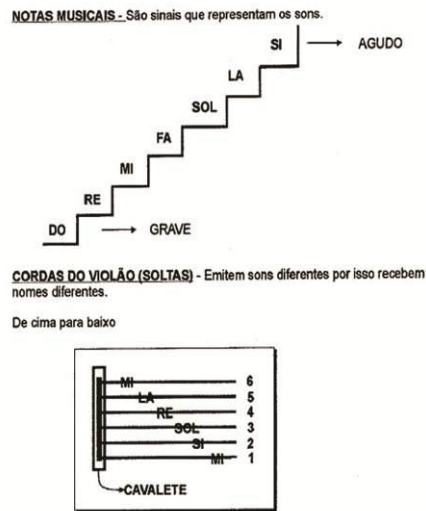 NOTAS MUSICAIS - São sinais que representam os sons.
SI → AGUDO
LA
SOL
FA
MI
RE
DO → GRAVE
CORDAS DO VIOLÃO (SOLTAS) - Emitem sons diferentes por isso recebem
nomes diferentes.
De cima para baixo
MI 6
LA 5
RE 4
SOL 3
SI 2
MI 1
CAVALETE